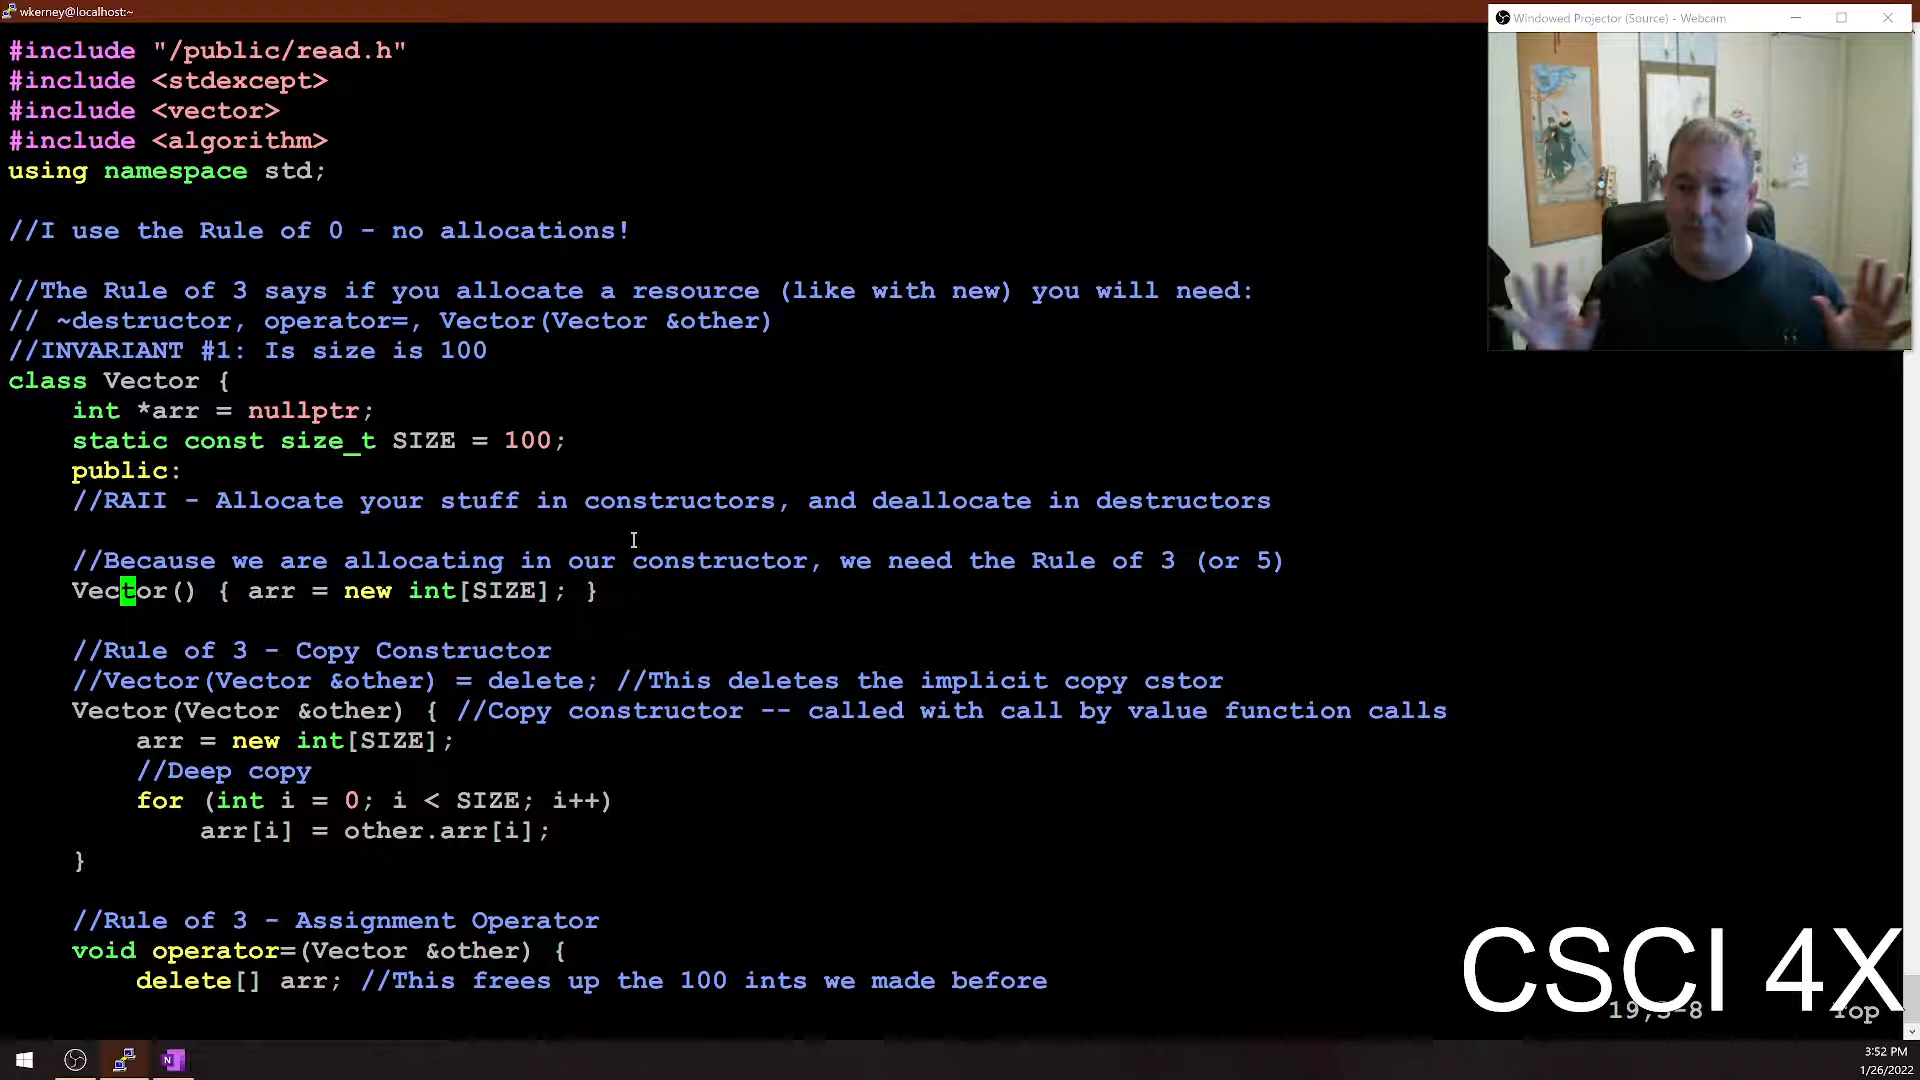 wkerney@localhost:~
Windowed Projector (Source) - Webcam
#include "/public/read.h"
#include <stdexcept>
#include <vector>
#include <algorithm>
using namespace std;
//I use the Rule of 0 - no allocations!
//The Rule of 3 says if you allocate a resource (like with new) you will need:
// ~destructor, operator=, Vector(Vector &other)
//INVARIANT #1: Is size is 100
class Vector {
int *arr = nullptr;
static const size_t SIZE = 100;
public:
//RAII - Allocate your stuff in constructors, and deallocate in destructors
//Because we are allocating in our constructor, we need the Rule of 3 (or 5)
Vector() { arr = new int[SIZE]; }
//Rule of 3 - Copy Constructor
//Vector(Vector &other) = delete; //This deletes the implicit copy cstor
Vector(Vector &other) { //Copy constructor -- called with call by value function calls
arr = new int[SIZE];
//Deep copy
for (int i = 0; i < SIZE; i++)
arr[i] = other.arr[i];
}
//Rule of 3 - Assignment Operator
void operator=(Vector &other) {
delete[] arr; //This frees up the 100 ints we made before
CSCI 4X
3:52 PM
1/26/2022